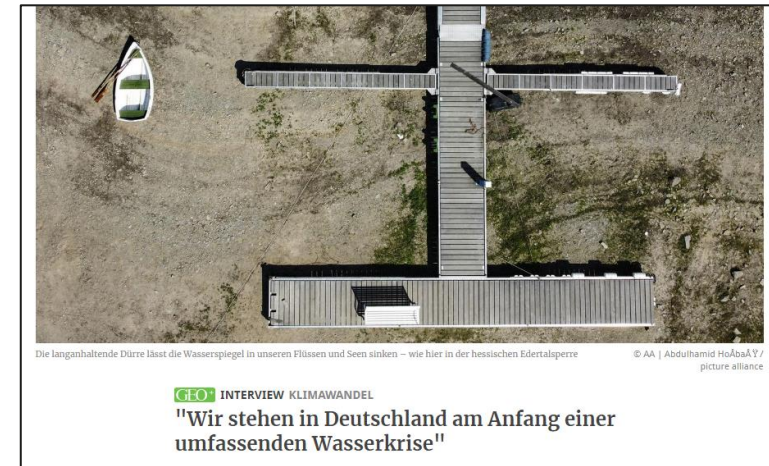 Die langanhaltende Dürre lässt die Wasserspiegel in unseren Flüssen und Seen sinken – wie hier in der hessischen Edertalsperre
© AA | Abdulhamid HoÅbaÅŸ /
picture alliance
GEO+ INTERVIEW KLIMAWANDEL
"Wir stehen in Deutschland am Anfang einer
umfassenden Wasserkrise"